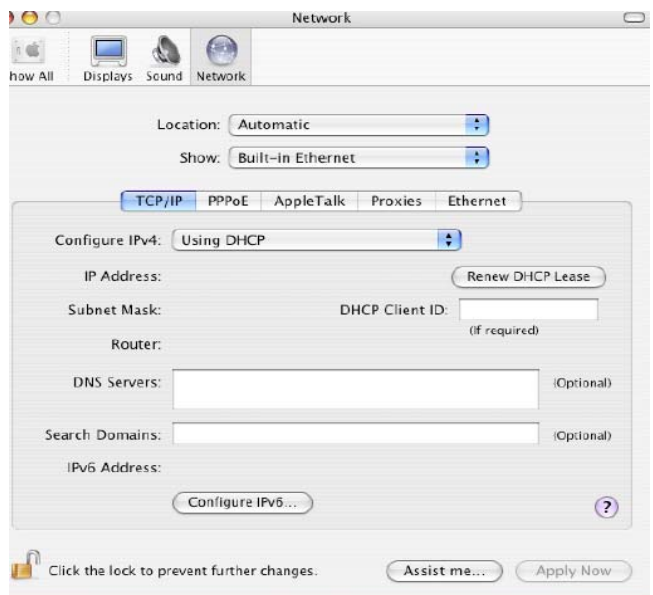 Network
how All Displays Sound Network
Location: Automatic
Show: Built-in Ethernet
TCP/IP PPPoE AppleTalk Proxies Ethernet
Configure IPv4: Using DHCP
IP Address: Renew DHCP Lease
Subnet Mask: DHCP Client ID:
(If required)
Router:
DNS Servers: (Optional)
Search Domains: (Optional)
IPv6 Address:
Configure IPv6... ?
Click the lock to prevent further changes. Assist me... Apply Now